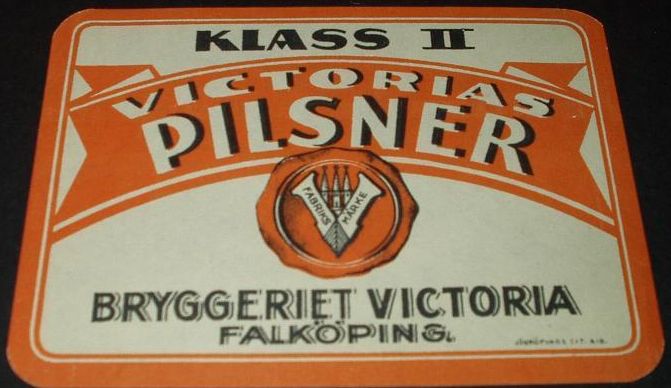 KLASS II
VICTORIAS
PILSNER
FABRIKS MÄRKE
BRYGGERIET VICTORIA
FALKÖPING.